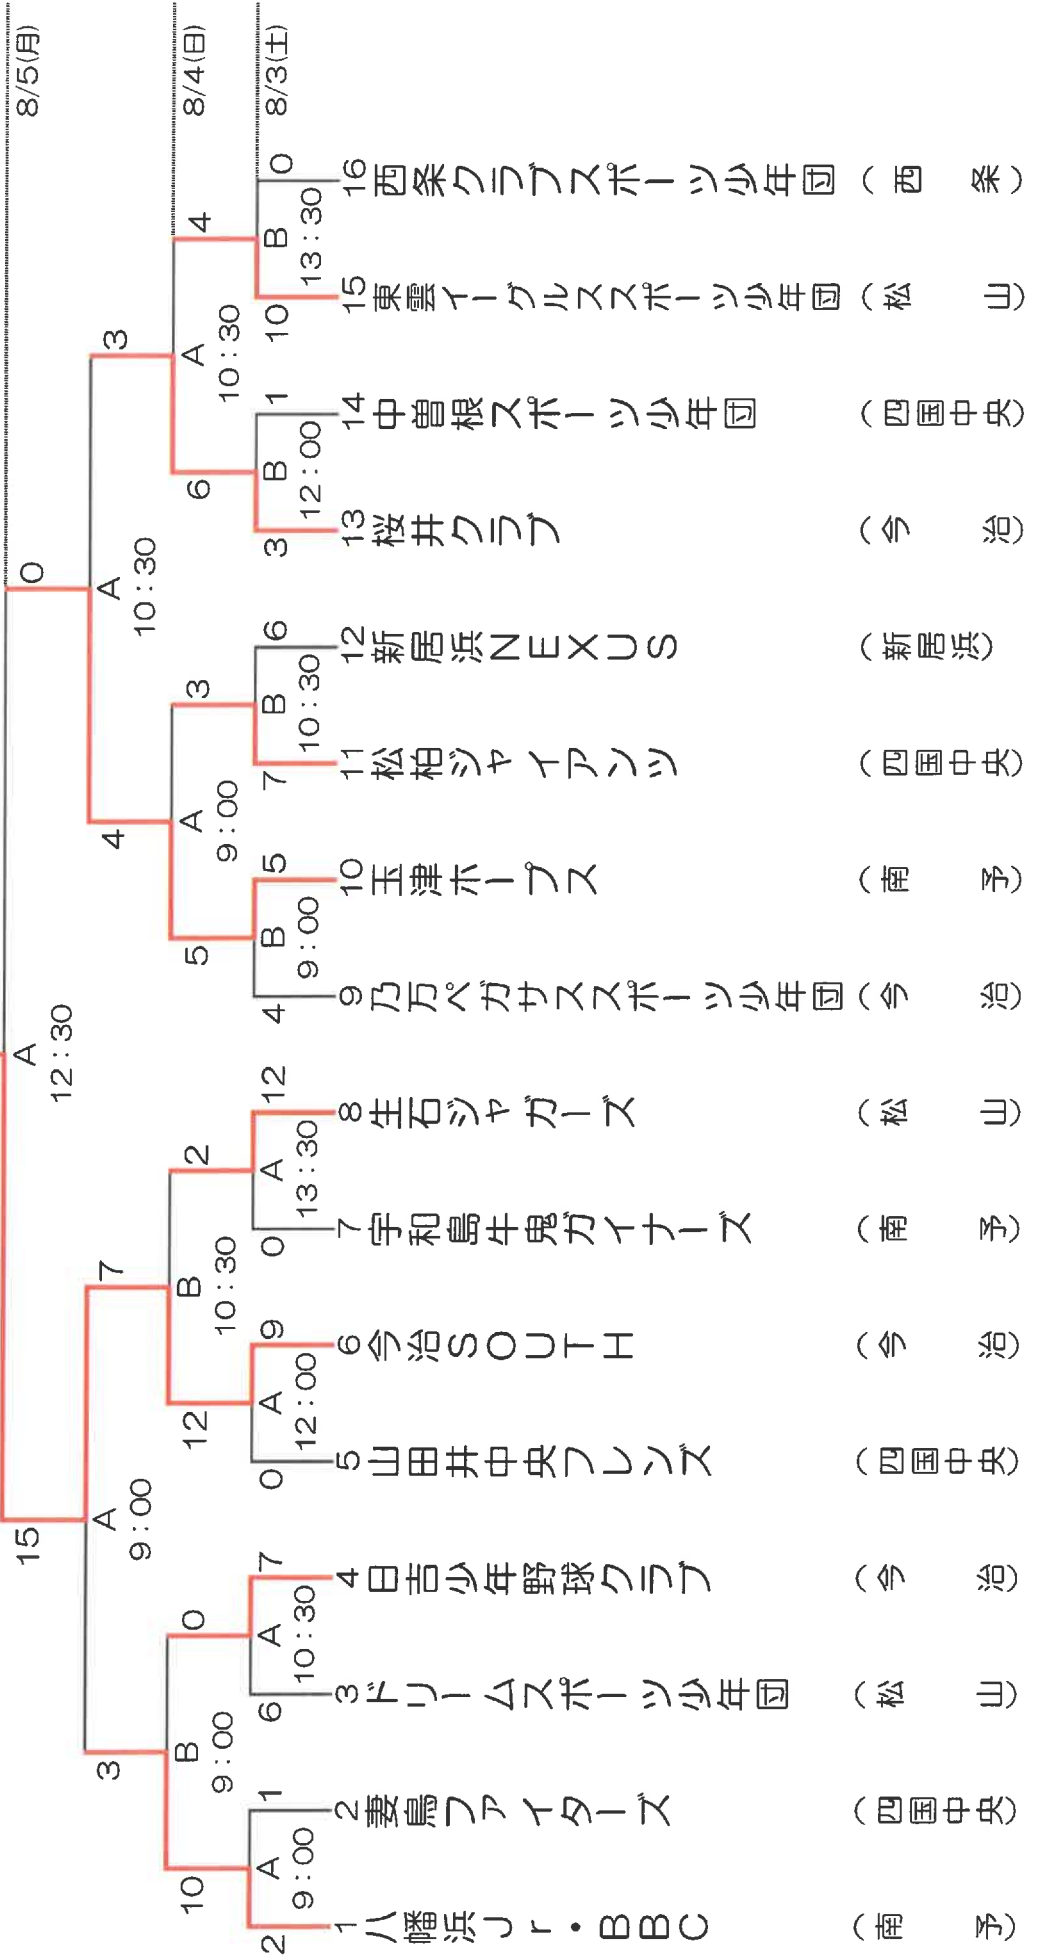 8/5(月)
8/4(日)
8/3(土)
15
A
12:30
0
3
A
9:00
7
4
A
10:30
3
10
B
9:00
0
12
B
10:30
2
5
A
9:00
3
6
A
10:30
4
2
A
9:00
1
6
A
10:30
7
0
A
12:00
9
0
A
13:30
12
4
B
9:00
5
7
B
10:30
6
3
B
12:00
1
10
B
13:30
0
1 八幡浜Jr・BBC (南予)
2 妻鳥ファイターズ (四国中央)
3 ドリームスポーツ少年団 (松山)
4 日吉少年野球クラブ (今治)
5 山田井中央フレンズ (四国中央)
6 今治SOUTH (今治)
7 宇和島牛鬼ガイナーズ (南予)
8 生石ジャガーズ (松山)
9 乃万ペガサススポーツ少年団 (今治)
10 玉津ホープス (南予)
11 松柏ジャイアンツ (四国中央)
12 新居浜NEXUS (新居浜)
13 桜井クラブ (今治)
14 中曽根スポーツ少年団 (四国中央)
15 東雲イーグルススポーツ少年団 (松山)
16 西条クラブスポーツ少年団 (西条)